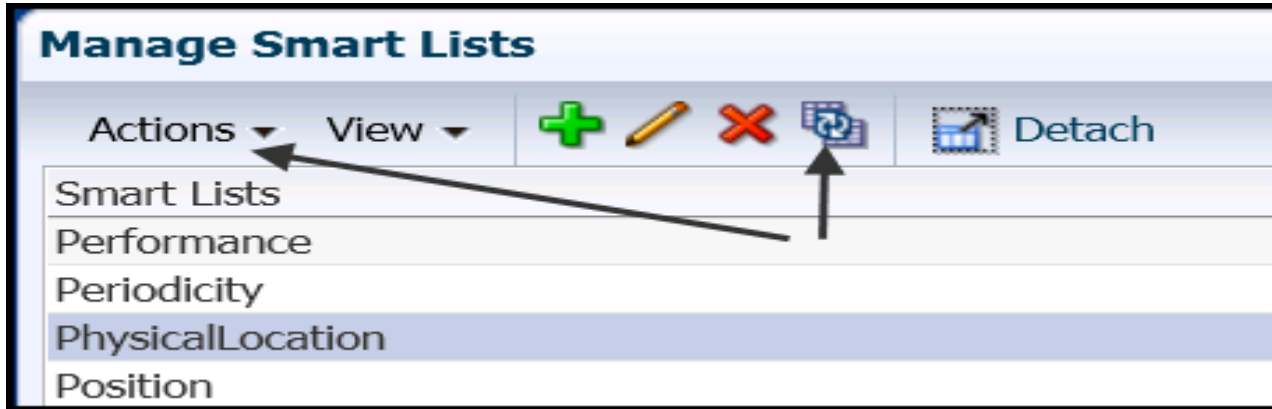 Manage Smart Lists
Actions View Detach
Smart Lists
Performance
Periodicity
PhysicalLocation
Position